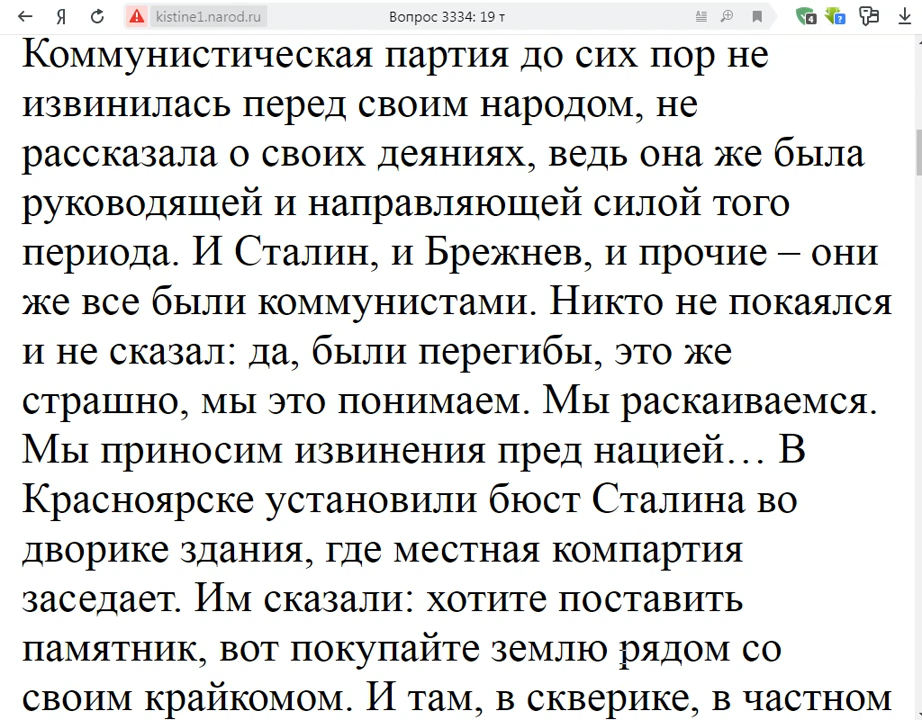 Я kistine1.narod.ru Вопрос 3334: 19 т
4 ?
Коммунистическая партия до сих пор не
извинилась перед своим народом, не
рассказала о своих деяниях, ведь она же была
руководящей и направляющей силой того
периода. И Сталин, и Брежнев, и прочие – они
же все были коммунистами. Никто не покаялся
и не сказал: да, были перегибы, это же
страшно, мы это понимаем. Мы раскаиваемся.
Мы приносим извинения пред нацией… В
Красноярске установили бюст Сталина во
дворике здания, где местная компартия
заседает. Им сказали: хотите поставить
памятник, вот покупайте землю рядом со
своим крайкомом. И там, в скверике, в частном